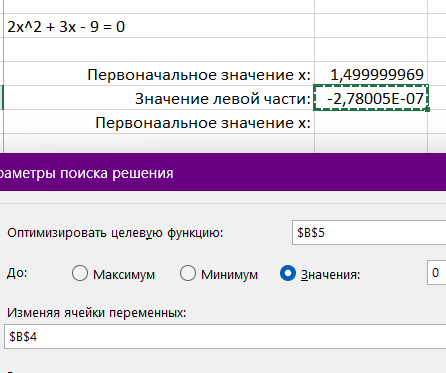 2x^2 + 3x - 9 = 0
Первоначальное значение x: 1,499999969
Значение левой части: -2,78005E-07
Первонаальное значение x:
раметры поиска решения
Оптимизировать целевую функцию: $B$5
До: Максимум Минимум Значения: 0
Изменяя ячейки переменных:
$B$4